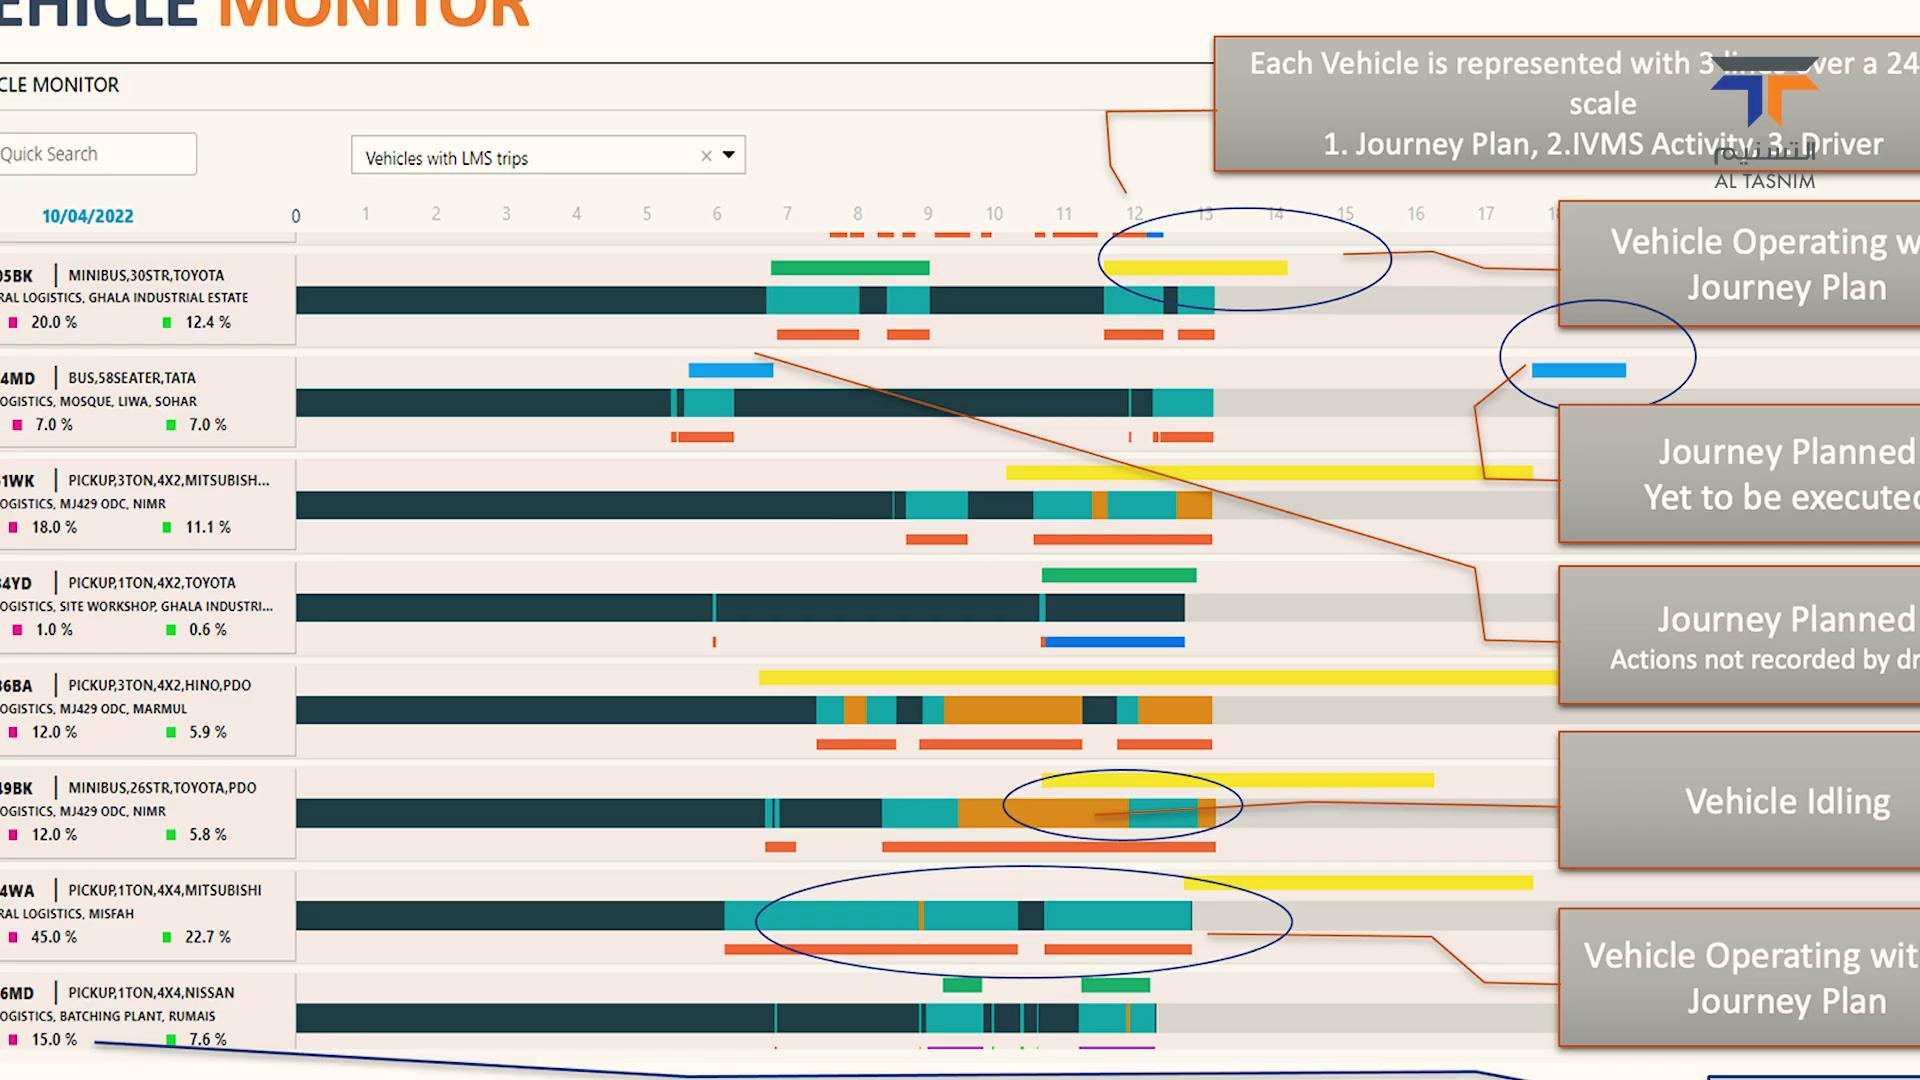 EHICLE MONITOR
CLE MONITOR
Quick Search
Vehicles with LMS trips
Each Vehicle is represented with 3 lines over a 24
scale
1. Journey Plan, 2.IVMS Activity, 3. Driver
التسنيم
AL TASNIM
10/04/2022
0 1 2 3 4 5 6 7 8 9 10 11 12 13 14 15 16 17 18
05BK | MINIBUS,30STR,TOYOTA
RAL LOGISTICS, GHALA INDUSTRIAL ESTATE
20.0 % 12.4 %
Vehicle Operating w
Journey Plan
4MD | BUS,58SEATER,TATA
OGISTICS, MOSQUE, LIWA, SOHAR
7.0 % 7.0 %
Journey Planned
Yet to be executed
51WK | PICKUP,3TON,4X2,MITSUBISH...
OGISTICS, MJ429 ODC, NIMR
18.0 % 11.1 %
34YD | PICKUP,1TON,4X2,TOYOTA
OGISTICS, SITE WORKSHOP, GHALA INDUSTRI...
1.0 % 0.6 %
Journey Planned
Actions not recorded by dr
36BA | PICKUP,3TON,4X2,HINO,PDO
OGISTICS, MJ429 ODC, MARMUL
12.0 % 5.9 %
49BK | MINIBUS,26STR,TOYOTA,PDO
OGISTICS, MJ429 ODC, NIMR
12.0 % 5.8 %
Vehicle Idling
4WA | PICKUP,1TON,4X4,MITSUBISHI
RAL LOGISTICS, MISFAH
45.0 % 22.7 %
Vehicle Operating wit
Journey Plan
6MD | PICKUP,1TON,4X4,NISSAN
OGISTICS, BATCHING PLANT, RUMAIS
15.0 % 7.6 %